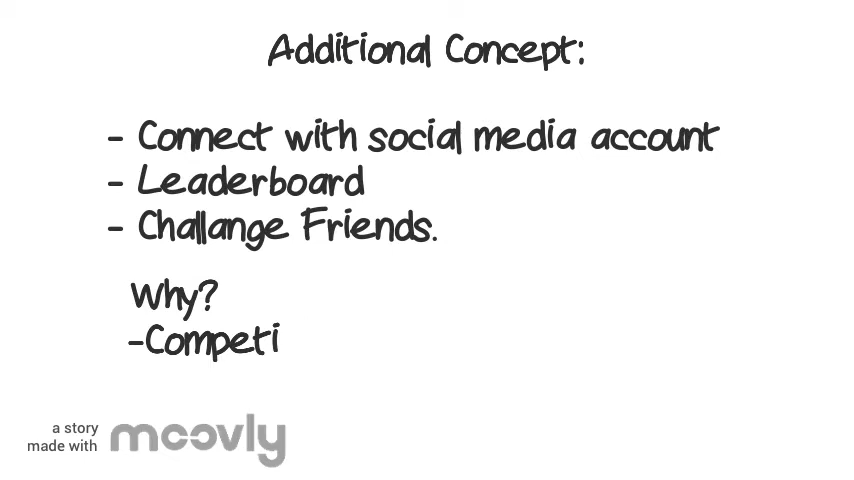 Additional Concept:
- Connect with social media account
- Leaderboard
- Challange Friends.
Why?
-Competi
a story
made with moovly